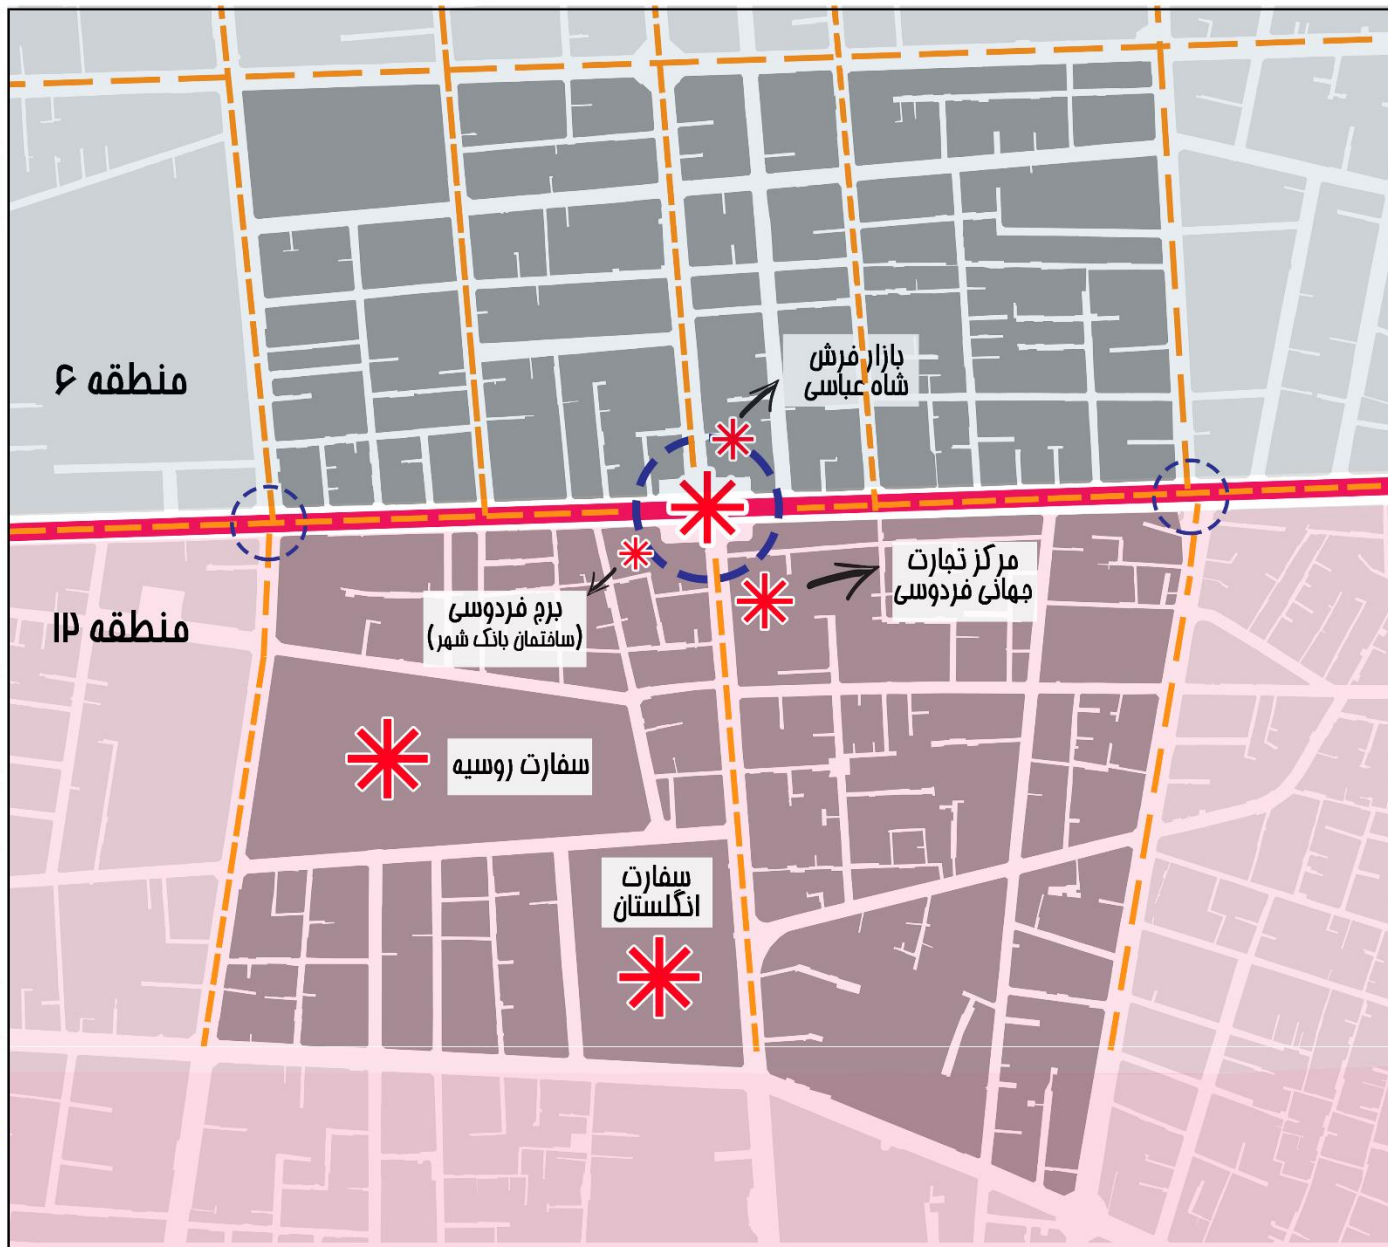 بازار فرش
شاه عباسی
منطقه ۶
مرکز تجارت
جهانی فردوسی
برج فردوسی
(ساختمان بانک شهر)
منطقه ۱۲
سفارت روسیه
سفارت
انگلستان